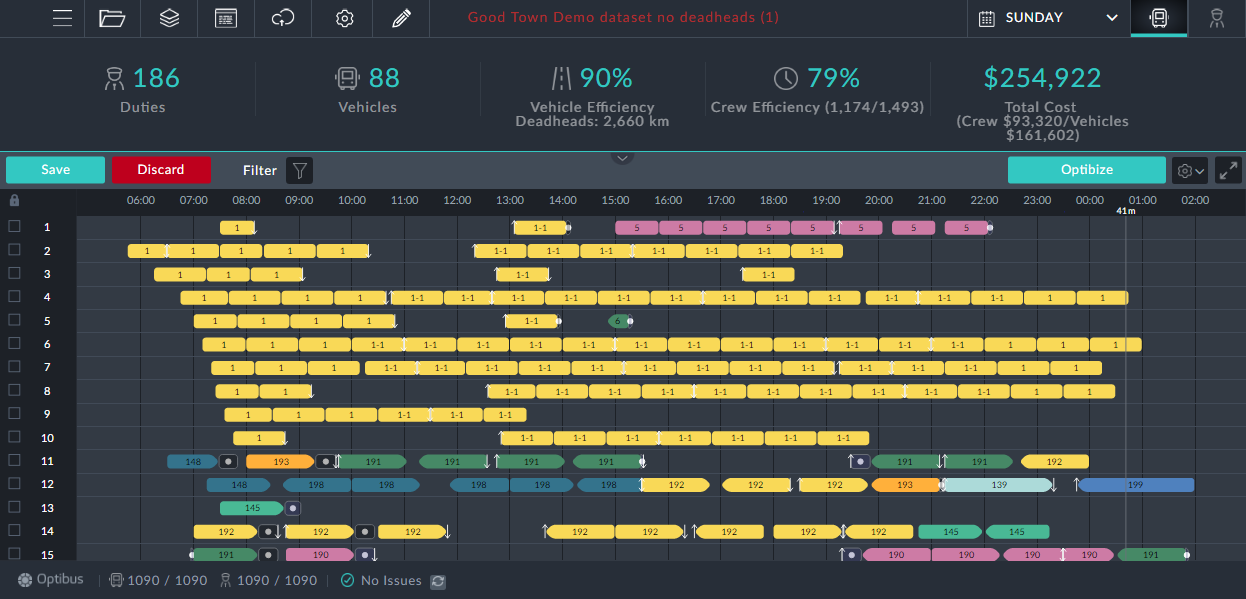 Good Town Demo dataset no deadheads (1)
SUNDAY
186
Duties
88
Vehicles
90%
Vehicle Efficiency
Deadheads: 2,660 km
79%
Crew Efficiency (1,174/1,493)
$254,922
Total Cost
(Crew $93,320/Vehicles
$161,602)
Save Discard Filter Optibize
06:00 07:00 08:00 09:00 10:00 11:00 12:00 13:00 14:00 15:00 16:00 17:00 18:00 19:00 20:00 21:00 22:00 23:00 00:00 01:00 02:00
41m
1 1 1-1 5 5 5 5 5 5 5 5
2 1 1 1 1 1 1-1 1-1 1-1 1-1 1-1 1-1 1-1
3 1 1 1 1-1 1-1
4 1 1 1 1 1-1 1-1 1-1 1-1 1-1 1-1 1-1 1-1 1-1 1-1 1-1 1-1 1 1
5 1 1 1 1 1-1 6
6 1 1 1 1-1 1-1 1-1 1-1 1-1 1-1 1-1 1-1 1-1 1-1 1-1 1-1 1 1 1
7 1 1 1 1-1 1-1 1-1 1-1 1-1 1-1 1-1 1-1 1-1 1-1 1-1 1-1 1 1
8 1 1 1-1 1-1 1-1 1-1 1-1 1-1 1-1 1-1 1-1 1-1 1 1
9 1 1 1 1-1 1-1 1-1
10 1 1-1 1-1 1-1 1-1 1-1 1-1 1-1
11 148 193 191 191 191 191 191 191 192
12 148 198 198 198 198 198 192 192 192 193 139 199
13 145
14 192 192 192 192 192 192 192 192 145 145
15 191 190 190 190 190 190 191
Optibus 1090 / 1090 1090 / 1090 No Issues